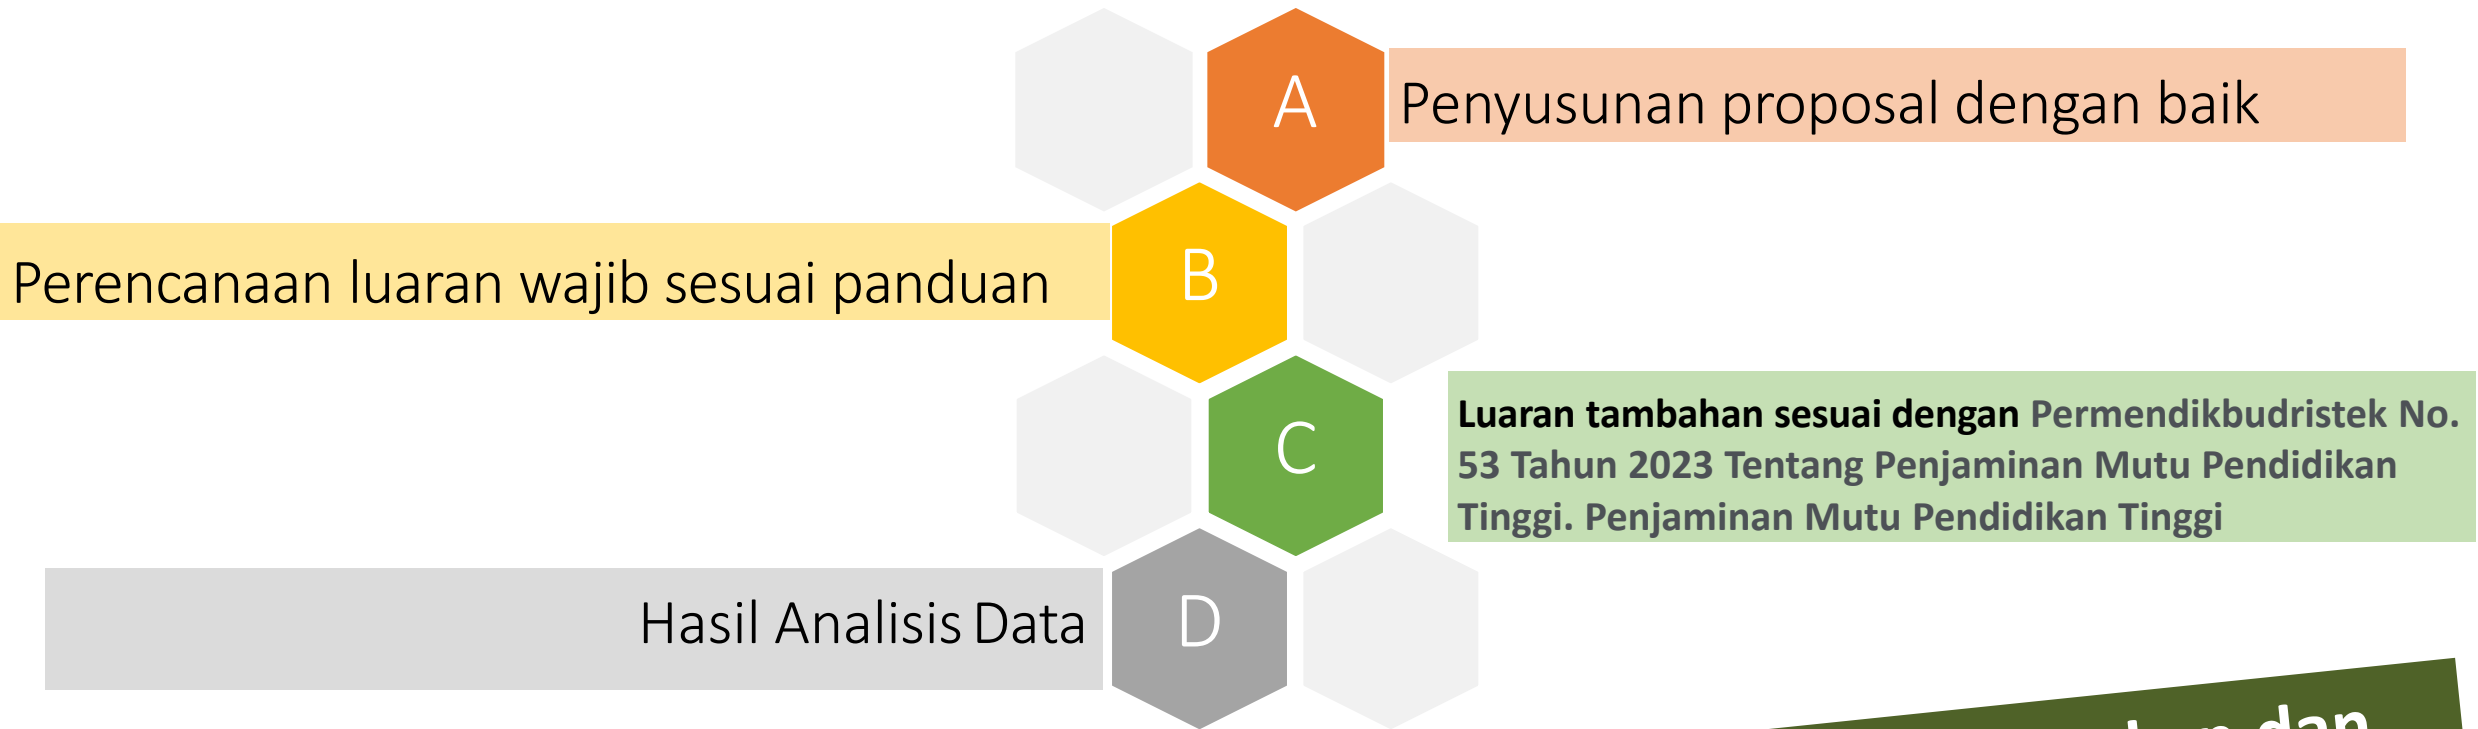 A
Penyusunan proposal dengan baik
Perencanaan luaran wajib sesuai panduan
B
C
Luaran tambahan sesuai dengan Permendikbudristek No.
53 Tahun 2023 Tentang Penjaminan Mutu Pendidikan
Tinggi. Penjaminan Mutu Pendidikan Tinggi
Hasil Analisis Data
D
dan